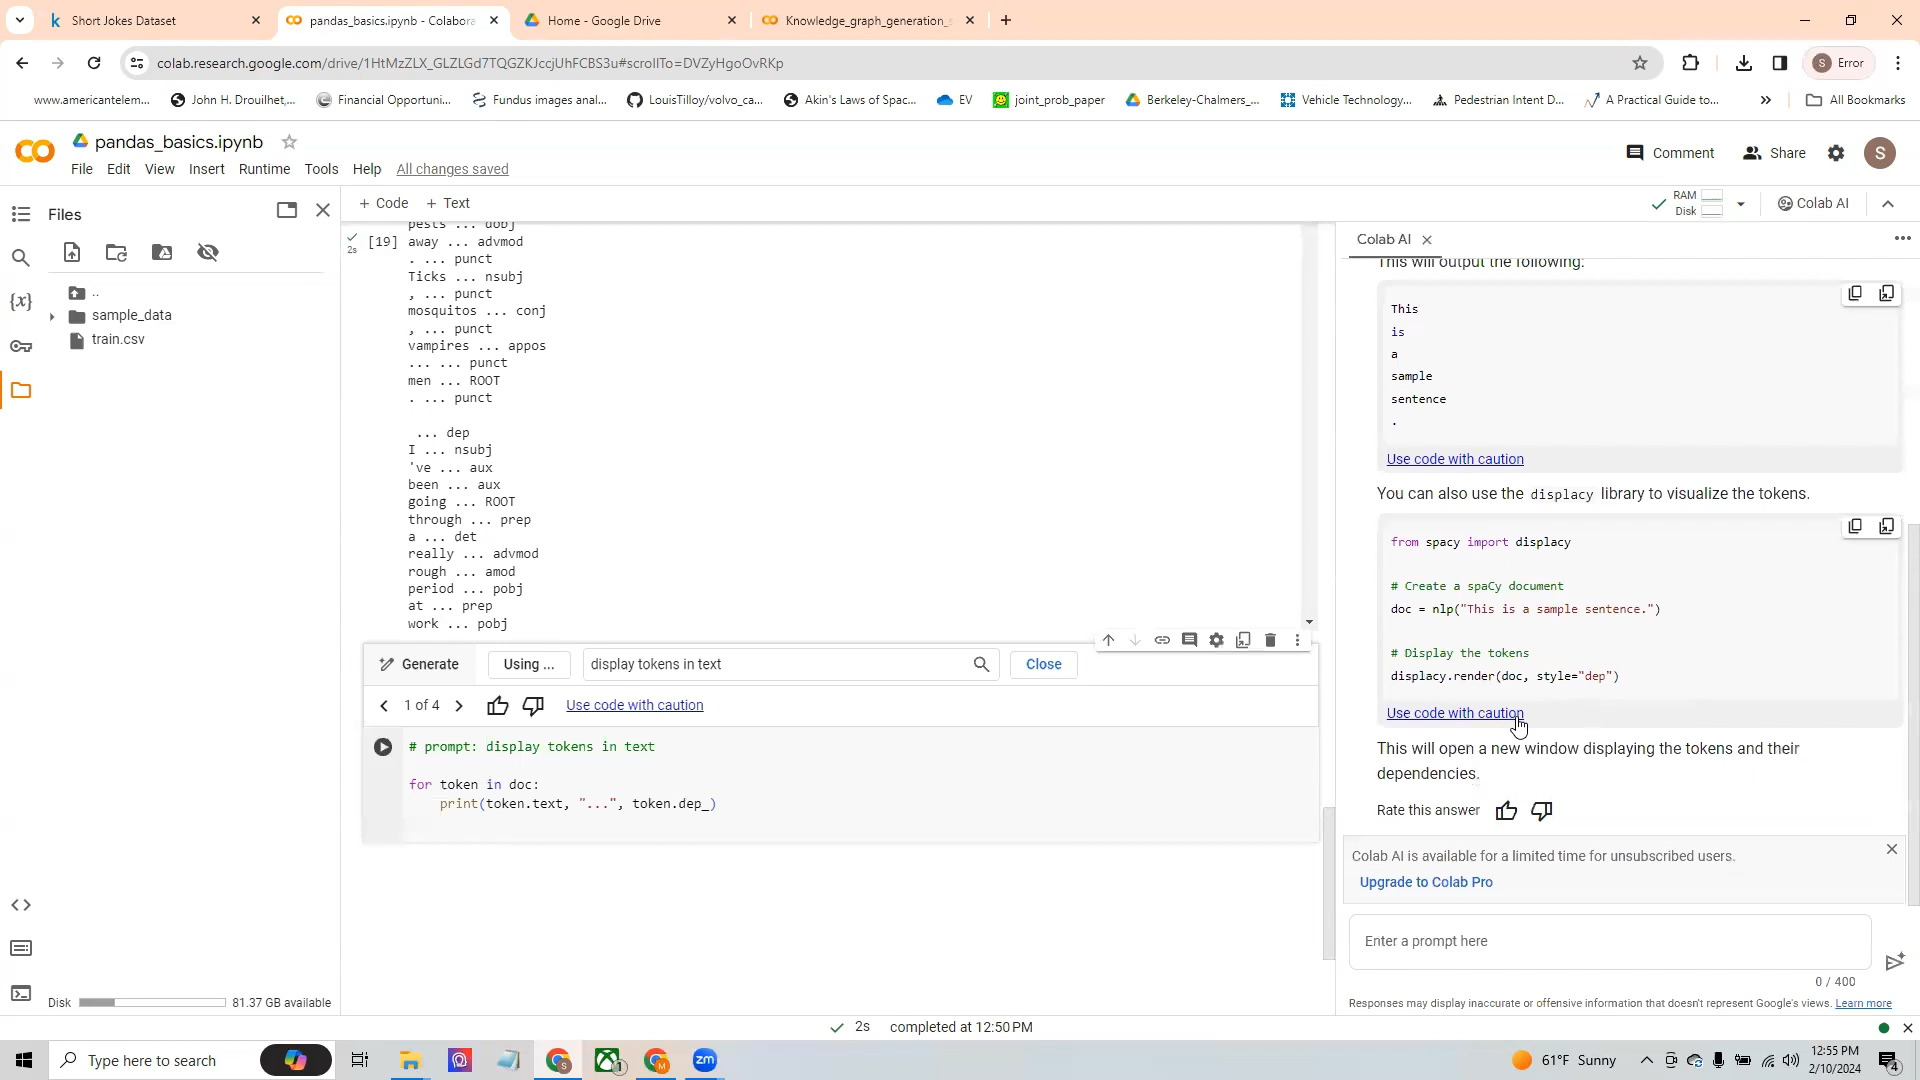 Short Jokes Dataset
pandas_basics.ipynb - Colabora
Home - Google Drive
Knowledge_graph_generation_
colab.research.google.com/drive/1HtMzZLX_GLZLGd7TQGZKJccjUhFCBS3u#scrollTo=DVZyHgoOvRKp
S Error
www.americantelem...
John H. Drouilhet,...
Financial Opportuni...
Fundus images anal...
LouisTilloy/volvo_ca...
Akin's Laws of Spac...
EV
joint_prob_paper
Berkeley-Chalmers_...
Vehicle Technology,...
Pedestrian Intent D...
A Practical Guide to...
All Bookmarks
pandas_basics.ipynb
Comment
Share
S
File Edit View Insert Runtime Tools Help All changes saved
Files
+ Code + Text
RAM
Disk
Colab AI
..
sample_data
train.csv
Disk 81.37 GB available
2s
[19]
pests ... dobj
away ... advmod
. ... punct
Ticks ... nsubj
, ... punct
mosquitos ... conj
, ... punct
vampires ... appos
... ... punct
men ... ROOT
. ... punct
... dep
I ... nsubj
've ... aux
been ... aux
going ... ROOT
through ... prep
a ... det
really ... advmod
rough ... amod
period ... pobj
at ... prep
work ... pobj
Generate
Using ...
display tokens in text
Close
1 of 4
Use code with caution
# prompt: display tokens in text
for token in doc:
print(token.text, "...", token.dep_)
Colab AI
This will output the following:
This
is
a
sample
sentence
.
Use code with caution
You can also use the displacy library to visualize the tokens.
from spacy import displacy
# Create a spaCy document
doc = nlp("This is a sample sentence.")
# Display the tokens
displacy.render(doc, style="dep")
Use code with caution
This will open a new window displaying the tokens and their
dependencies.
Rate this answer
Colab AI is available for a limited time for unsubscribed users.
Upgrade to Colab Pro
Enter a prompt here
0 / 400
Responses may display inaccurate or offensive information that doesn't represent Google's views. Learn more
2s completed at 12:50 PM
Type here to search
zm
61°F Sunny
12:55 PM
2/10/2024